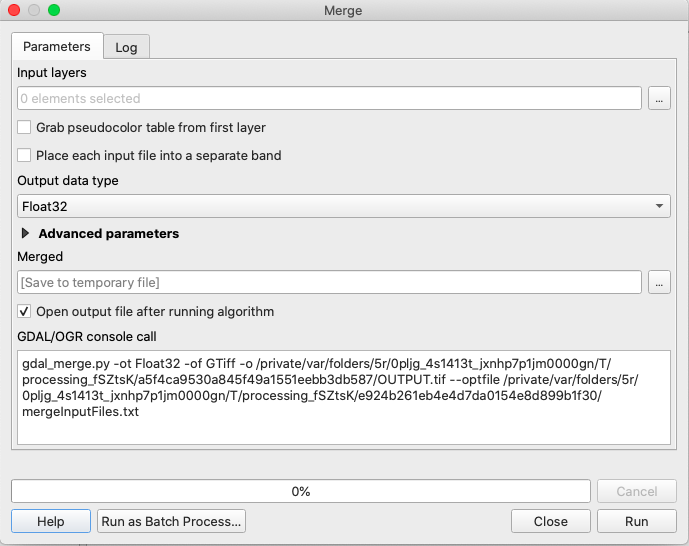 Merge
Parameters
Log
Input layers
0 elements selected
...
Grab pseudocolor table from first layer
Place each input file into a separate band
Output data type
Float32
Advanced parameters
Merged
[Save to temporary file]
...
Open output file after running algorithm
GDAL/OGR console call
gdal_merge.py -ot Float32 -of GTiff -o /private/var/folders/5r/0pljg_4s1413t_jxnhp7p1jm0000gn/T/
processing_fSZtsK/a5f4ca9530a845f49a1551eebb3db587/OUTPUT.tif --optfile /private/var/folders/5r/
0pljg_4s1413t_jxnhp7p1jm0000gn/T/processing_fSZtsK/e924b261eb4e4d7da0154e8d899b1f30/
mergeInputFiles.txt
0%
Cancel
Help
Run as Batch Process...
Close
Run